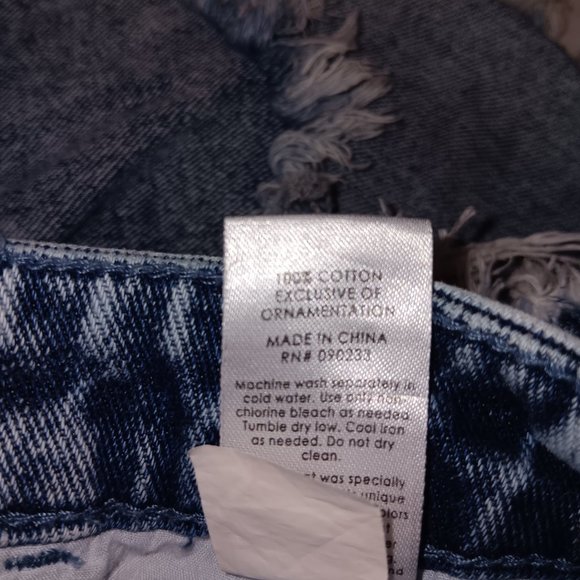 100% COTTON
EXCLUSIVE OF
ORNAMENTATION
MADE IN CHINA
RN# 090233
Machine wash separately in
cold water. Use only non-
chlorine bleach as needed.
Tumble dry low. Cool iron
as needed. Do not dry
clean.
was specially
unique